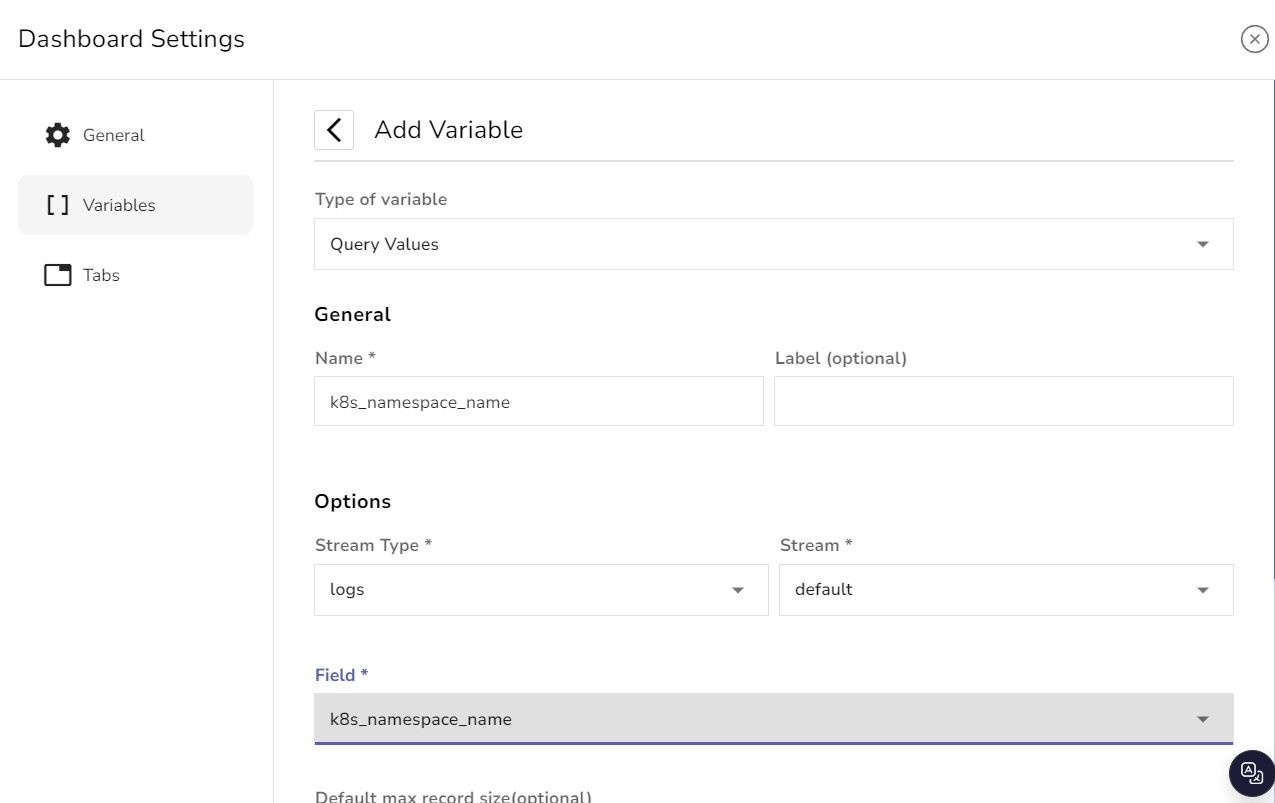 Dashboard Settings
General
Variables
Tabs
Add Variable
Type of variable
Query Values
General
Name *
Label (optional)
k8s_namespace_name
Options
Stream Type *
Stream *
logs
default
Field *
k8s_namespace_name
Default max record size(optional)